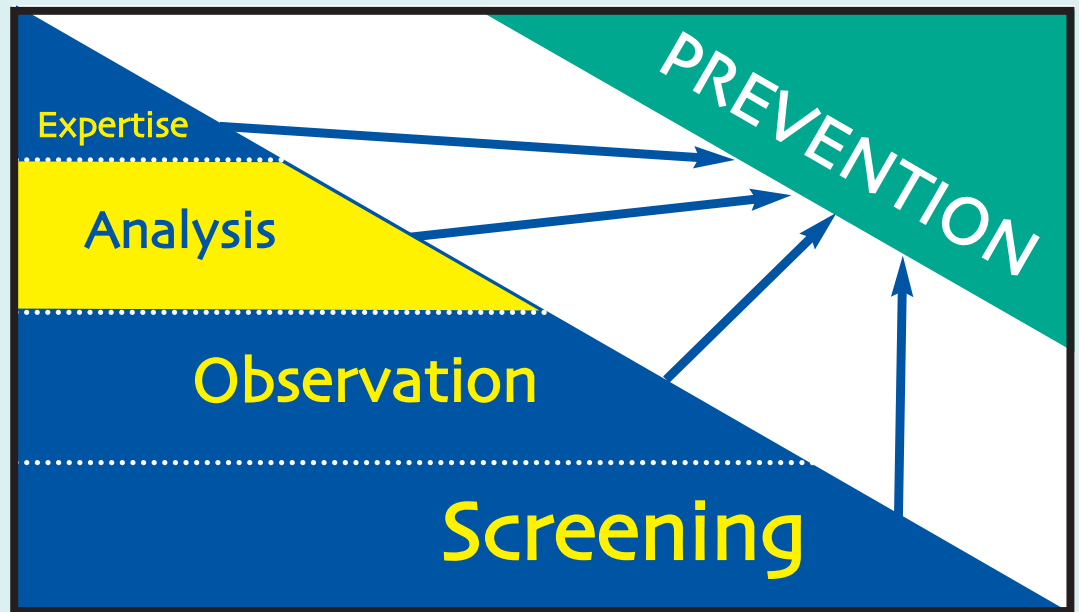 PREVENTION
Expertise
Analysis
Observation
Screening